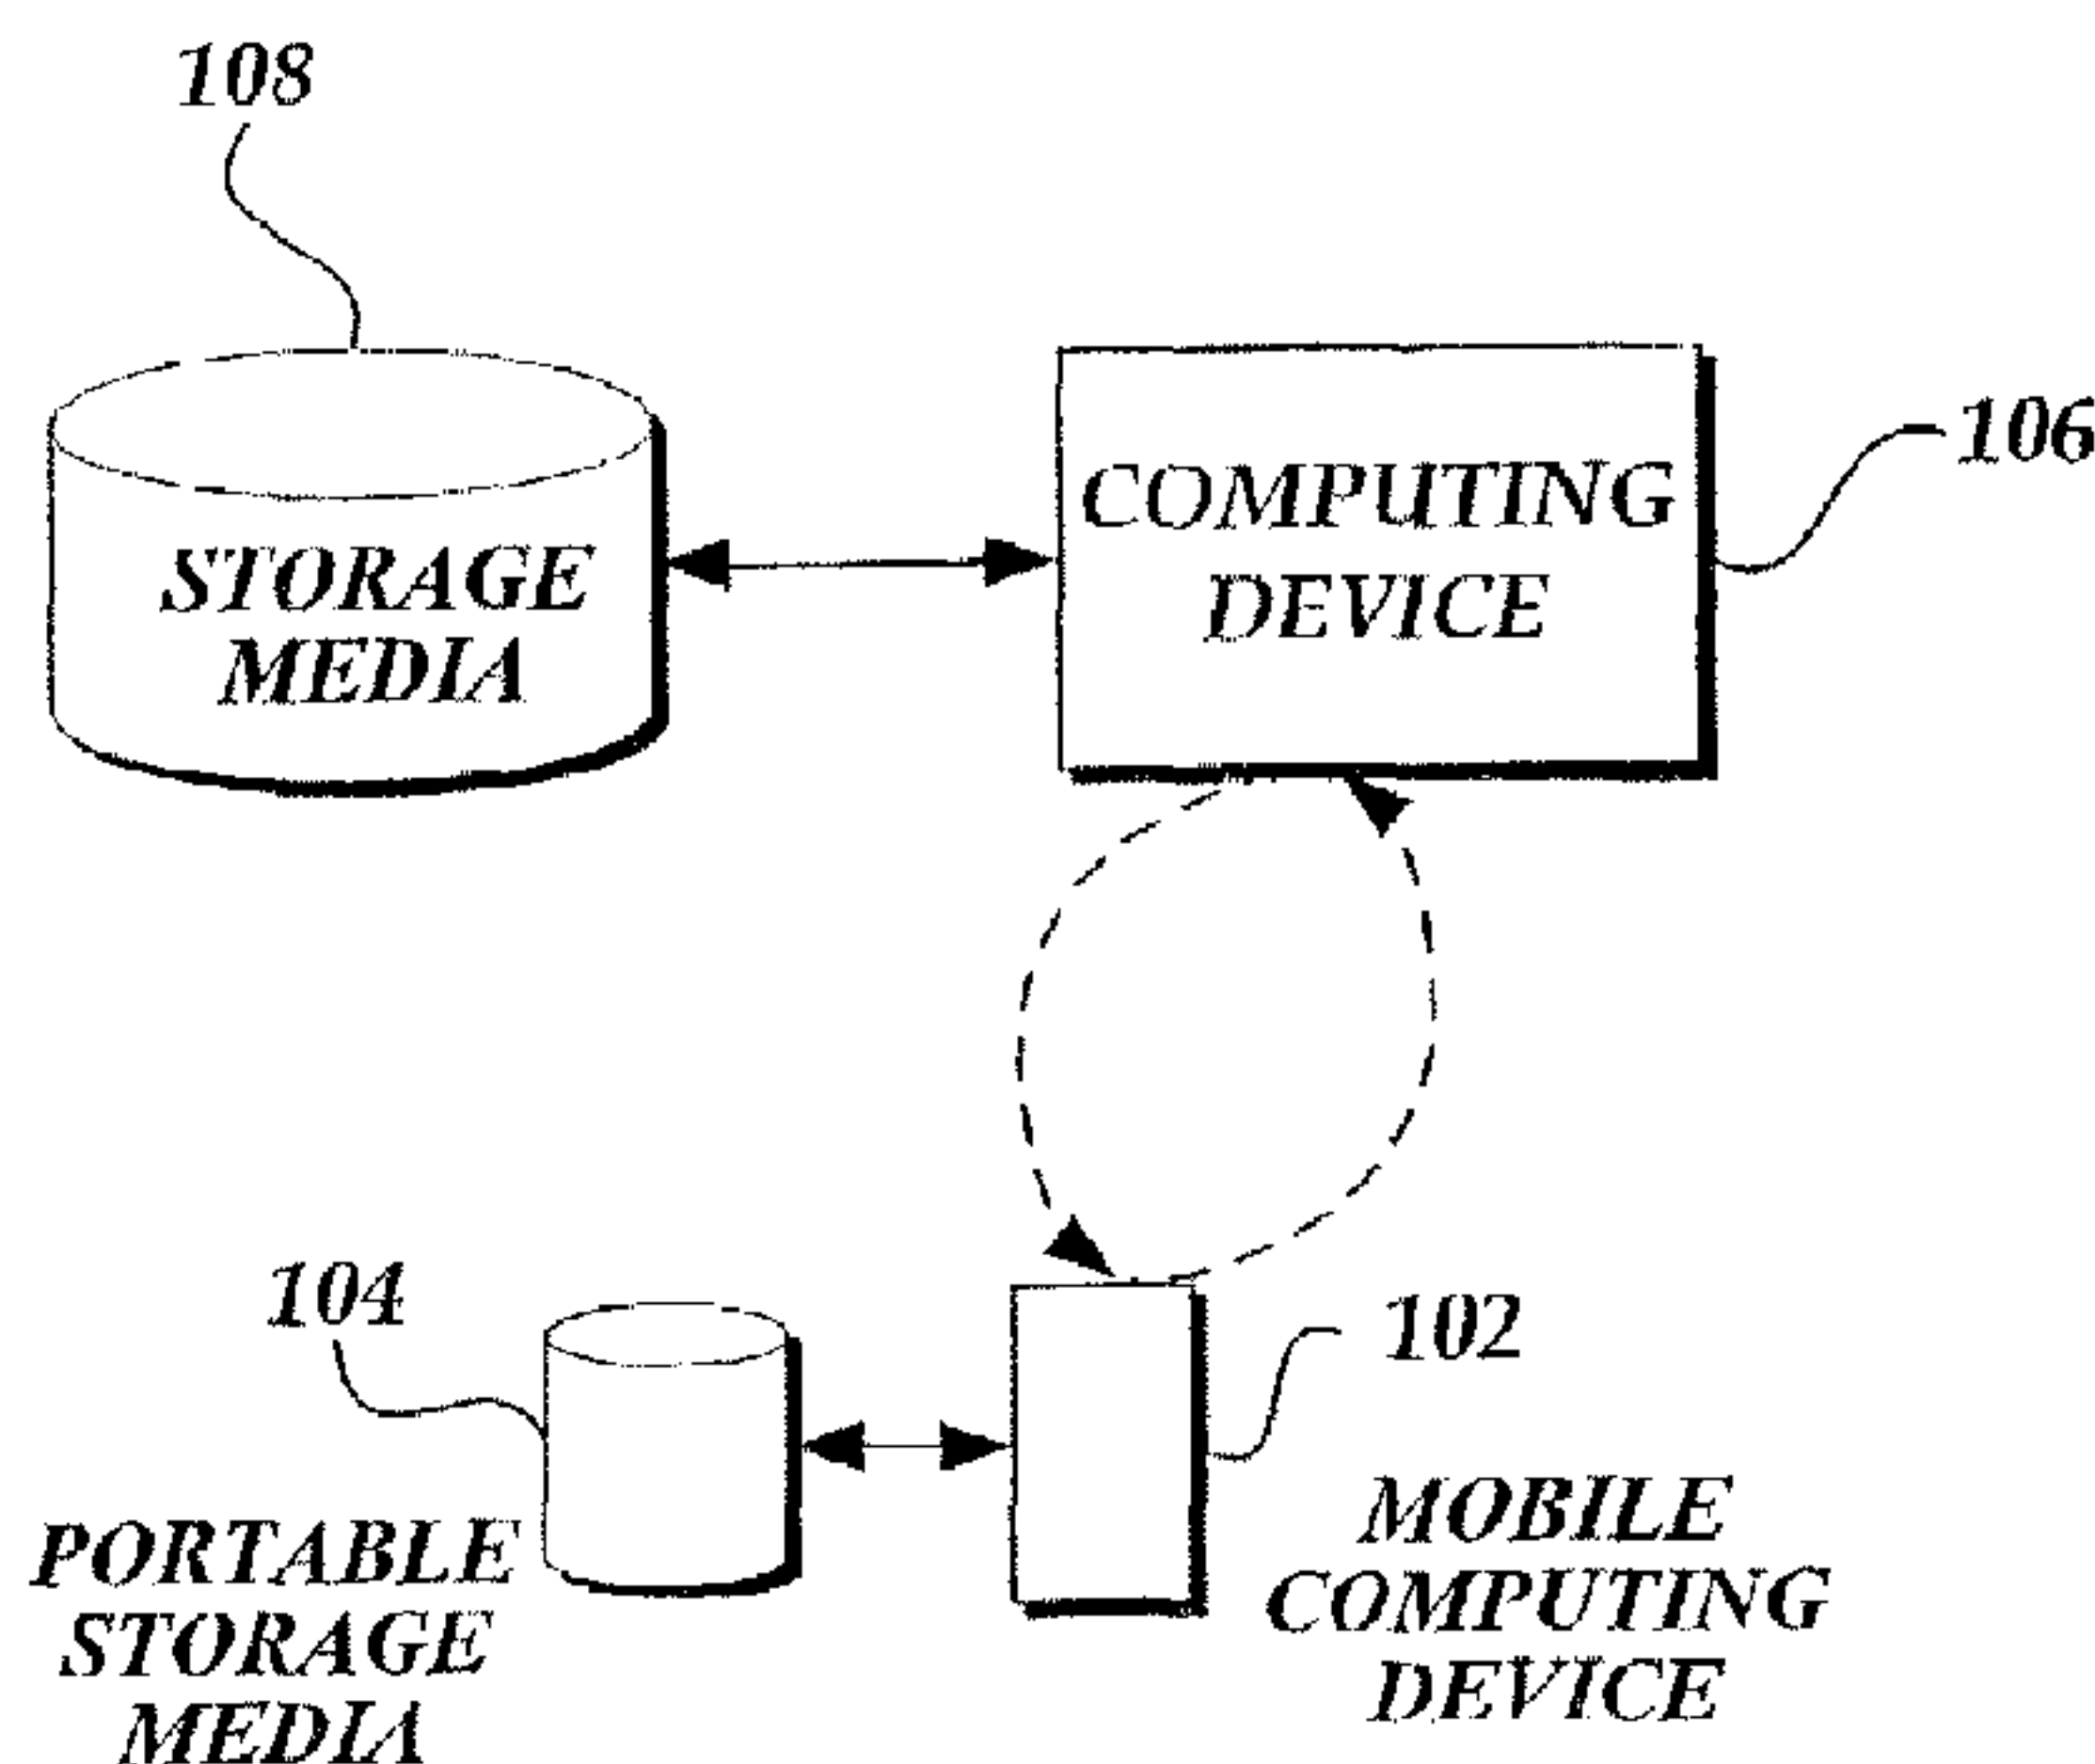 108
106
COMPUTING
DEVICE
STORAGE
MEDIA
104
102
PORTABLE
STORAGE
MEDIA
MOBILE
COMPUTING
DEVICE